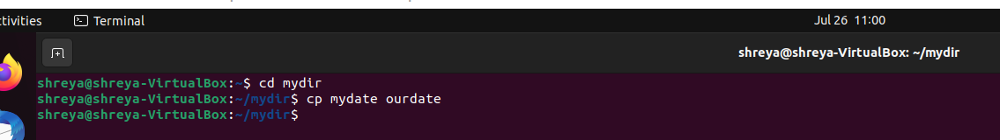 ctivities Terminal Jul 26 11:00
shreya@shreya-VirtualBox: ~/mydir
shreya@shreya-VirtualBox:~$ cd mydir
shreya@shreya-VirtualBox:~/mydir$ cp mydate ourdate
shreya@shreya-VirtualBox:~/mydir$